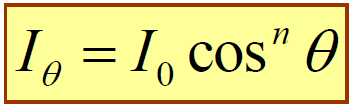 I_θ = I_0 cos^n θ